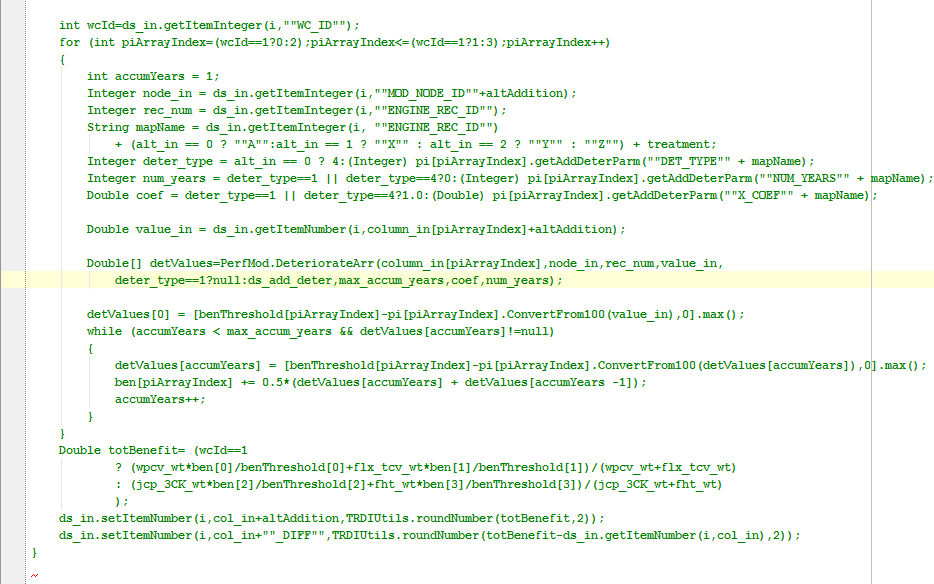 int wcId=ds_in.getItemInteger(i,""WC_ID"");
for (int piArrayIndex=(wcId==1?0:2);piArrayIndex<=(wcId==1?1:3);piArrayIndex++)
{
int accumYears = 1;
Integer node_in = ds_in.getItemInteger(i,""MOD_NODE_ID""+altAddition);
Integer rec_num = ds_in.getItemInteger(i,""ENGINE_REC_ID"");
String mapName = ds_in.getItemInteger(i, ""ENGINE_REC_ID"")
+ (alt_in == 0 ? ""A"":alt_in == 1 ? ""X"" : alt_in == 2 ? ""Y"" : ""Z"") + treatment;
Integer deter_type = alt_in == 0 ? 4:(Integer) pi[piArrayIndex].getAddDeterParm(""DET_TYPE"" + mapName);
Integer num_years = deter_type==1 || deter_type==4?0:(Integer) pi[piArrayIndex].getAddDeterParm(""NUM_YEARS"" + mapName);
Double coef = deter_type==1 || deter_type==4?1.0:(Double) pi[piArrayIndex].getAddDeterParm(""X_COEF"" + mapName);
Double value_in = ds_in.getItemNumber(i,column_in[piArrayIndex]+altAddition);
Double[] detValues=PerfMod.DeteriorateArr(column_in[piArrayIndex],node_in,rec_num,value_in,
deter_type==1?null:ds_add_deter,max_accum_years,coef,num_years);
detValues[0] = [benThreshold[piArrayIndex]-pi[piArrayIndex].ConvertFrom100(value_in),0].max();
while (accumYears < max_accum_years && detValues[accumYears]!=null)
{
detValues[accumYears] = [benThreshold[piArrayIndex]-pi[piArrayIndex].ConvertFrom100(detValues[accumYears]),0].max();
ben[piArrayIndex] += 0.5*(detValues[accumYears] + detValues[accumYears -1]);
accumYears++;
}
}
Double totBenefit= (wcId==1
? (wpcv_wt*ben[0]/benThreshold[0]+flx_tcv_wt*ben[1]/benThreshold[1])/(wpcv_wt+flx_tcv_wt)
: (jcp_3CK_wt*ben[2]/benThreshold[2]+fht_wt*ben[3]/benThreshold[3])/(jcp_3CK_wt+fht_wt)
);
ds_in.setItemNumber(i,col_in+altAddition,TRDIUtils.roundNumber(totBenefit,2));
ds_in.setItemNumber(i,col_in+""_DIFF"",TRDIUtils.roundNumber(totBenefit-ds_in.getItemNumber(i,col_in),2));
}
~